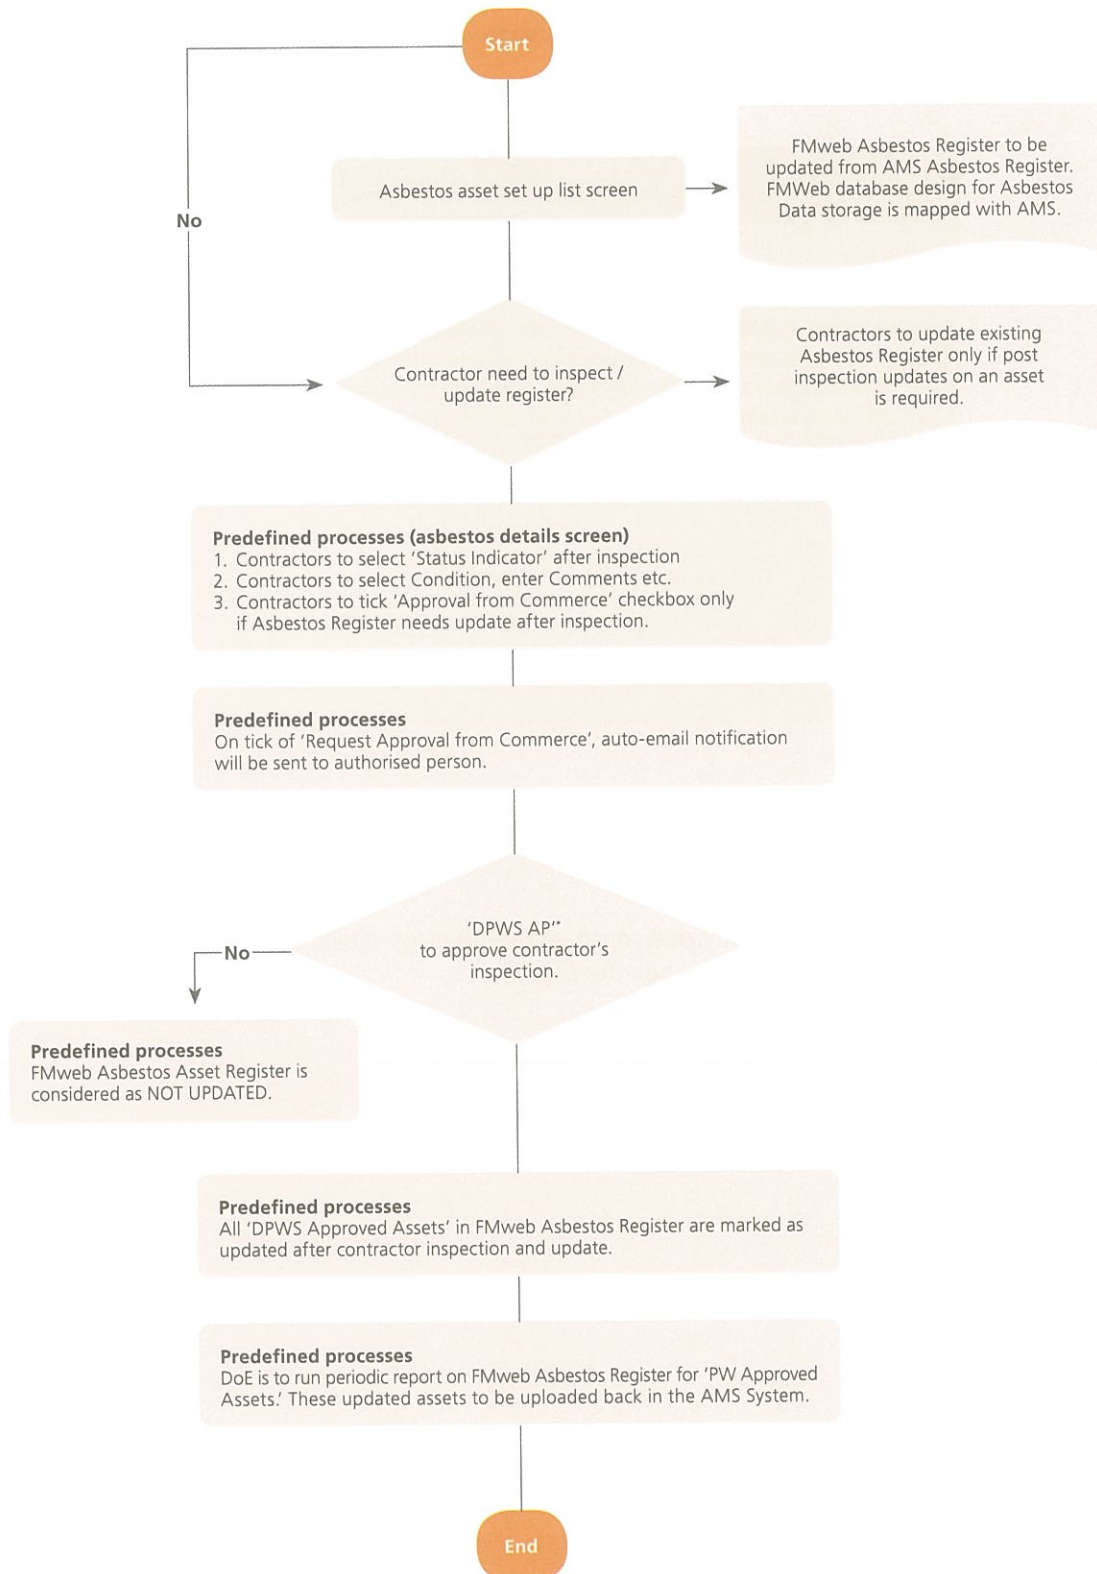 Start
Asbestos asset set up list screen
FMweb Asbestos Register to be
updated from AMS Asbestos Register.
FMWeb database design for Asbestos
Data storage is mapped with AMS.
No
Contractor need to inspect /
update register?
Contractors to update existing
Asbestos Register only if post
inspection updates on an asset
is required.
Predefined processes (asbestos details screen)
1. Contractors to select ‘Status Indicator’ after inspection
2. Contractors to select Condition, enter Comments etc.
3. Contractors to tick ‘Approval from Commerce’ checkbox only
if Asbestos Register needs update after inspection.
Predefined processes
On tick of ‘Request Approval from Commerce’, auto-email notification
will be sent to authorised person.
‘DPWS AP’*
to approve contractor’s
inspection.
No
Predefined processes
FMweb Asbestos Asset Register is
considered as NOT UPDATED.
Predefined processes
All ‘DPWS Approved Assets’ in FMweb Asbestos Register are marked as
updated after contractor inspection and update.
Predefined processes
DoE is to run periodic report on FMweb Asbestos Register for ‘PW Approved
Assets.’ These updated assets to be uploaded back in the AMS System.
End